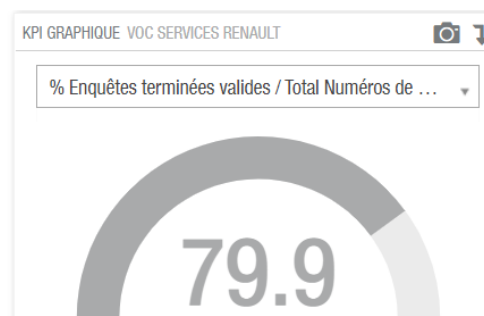 KPI GRAPHIQUE VOC SERVICES RENAULT
% Enquêtes terminées valides / Total Numéros de ...
79.9